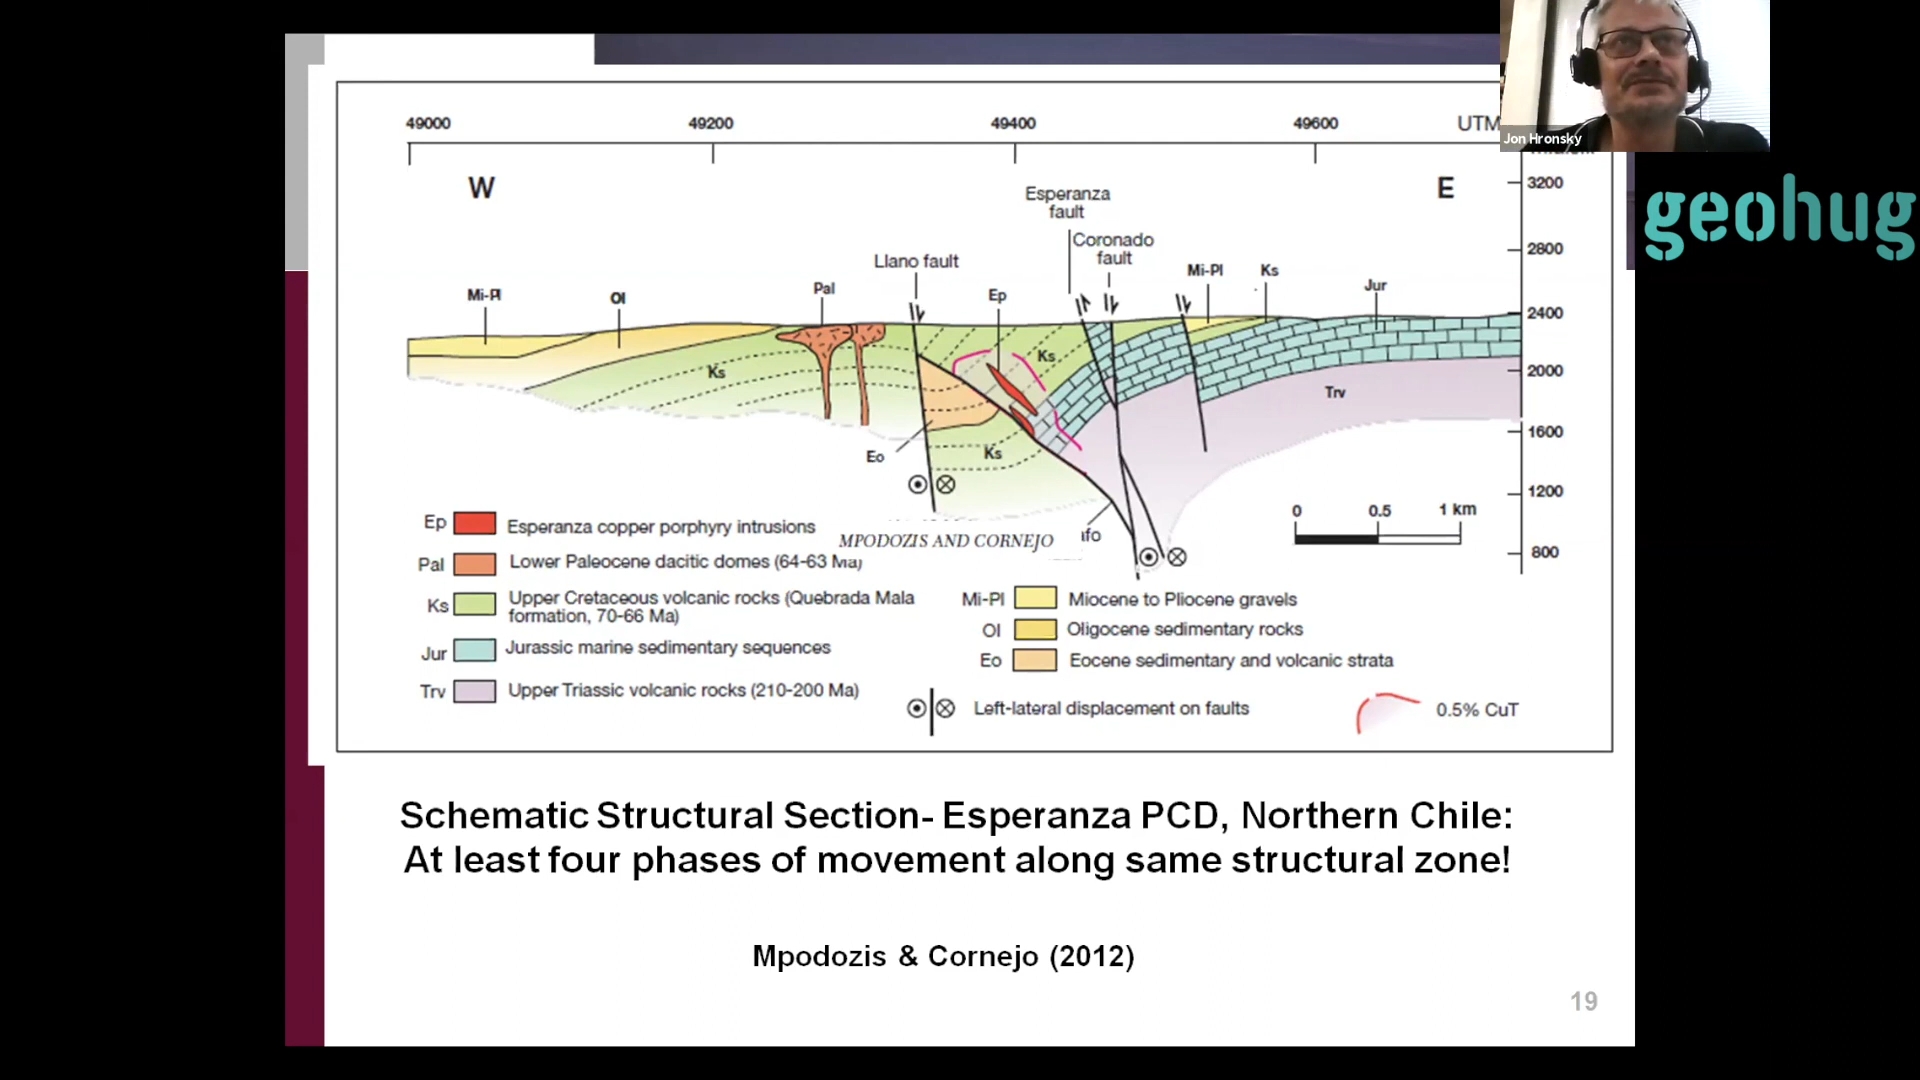 Jon Hronsky
geohug
49000 49200 49400 49600 UTM
W E
Esperanza
fault
Coronado
fault
Llano fault
Mi-Pl Ol Pal Ep Mi-Pl Ks Jur
3200
2800
2400
2000
1600
1200
800
Ks Ks Trv
Eo Ks
0 0.5 1 km
MPODOZIS AND CORNEJO
Ep Esperanza copper porphyry intrusions
Pal Lower Paleocene dacitic domes (64-63 Ma)
Ks Upper Cretaceous volcanic rocks (Quebrada Mala
formation, 70-66 Ma)
Jur Jurassic marine sedimentary sequences
Trv Upper Triassic volcanic rocks (210-200 Ma)
Mi-Pl Miocene to Pliocene gravels
Ol Oligocene sedimentary rocks
Eo Eocene sedimentary and volcanic strata
Left-lateral displacement on faults
0.5% CuT
Schematic Structural Section- Esperanza PCD, Northern Chile:
At least four phases of movement along same structural zone!
Mpodozis & Cornejo (2012)
19